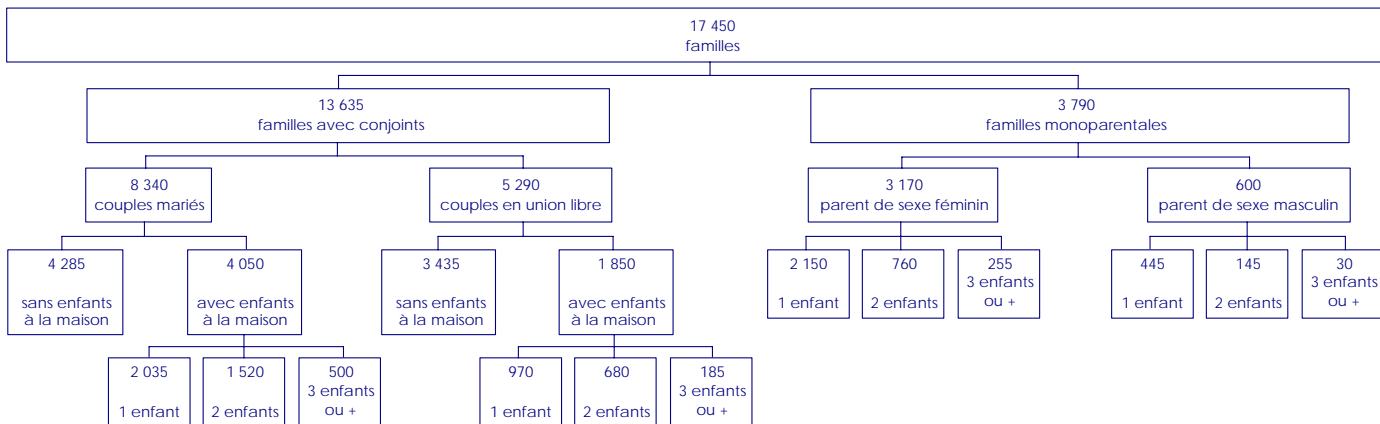 17 450
familles
13 635
familles avec conjoints
3 790
familles monoparentales
8 340
couples mariés
5 290
couples en union libre
3 170
parent de sexe féminin
600
parent de sexe masculin
4 285
sans enfants
à la maison
4 050
avec enfants
à la maison
3 435
sans enfants
à la maison
1 850
avec enfants
à la maison
2 150
1 enfant
760
2 enfants
255
3 enfants
ou +
445
1 enfant
145
2 enfants
30
3 enfants
ou +
2 035
1 enfant
1 520
2 enfants
500
3 enfants
ou +
970
1 enfant
680
2 enfants
185
3 enfants
ou +